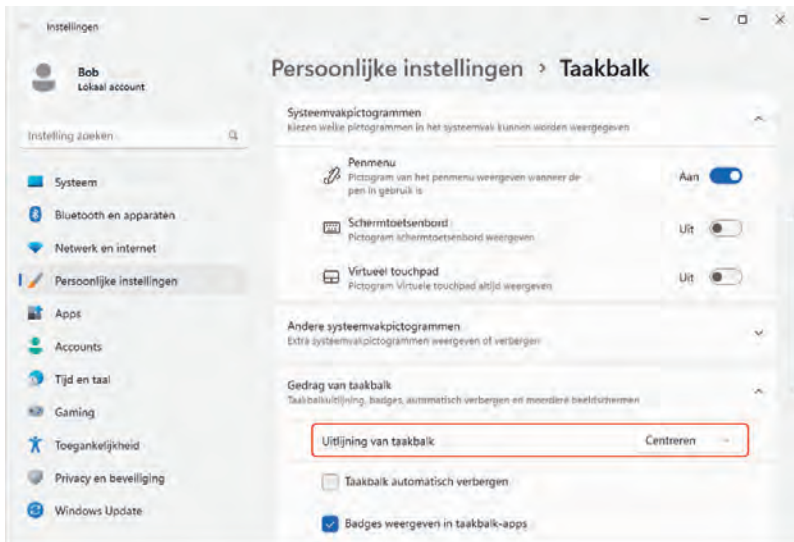 Instellingen
Bob
Lokaal account
Instelling zoeken
Systeem
Bluetooth en apparaten
Netwerk en internet
Persoonlijke instellingen
Apps
Accounts
Tijd en taal
Gaming
Toegankelijkheid
Privacy en beveiliging
Windows Update
Persoonlijke instellingen > Taakbalk
Systeemvakpictogrammen
Kiezen welke pictogrammen in het systeemvak kunnen worden weergegeven
Penmenu
Pictogram van het penmenu weergeven wanneer de
pen in gebruik is
Aan
Schermtoetsenbord
Pictogram schermtoetsenbord weergeven
Uit
Virtueel touchpad
Pictogram Virtuele touchpad altijd weergeven
Uit
Andere systeemvakpictogrammen
Extra systeemvakpictogrammen weergeven of verbergen
Gedrag van taakbalk
Taakbalkuitlijning, badges, automatisch verbergen en meerdere beeldschermen
Uitlijning van taakbalk
Centreren
Taakbalk automatisch verbergen
Badges weergeven in taakbalk-apps